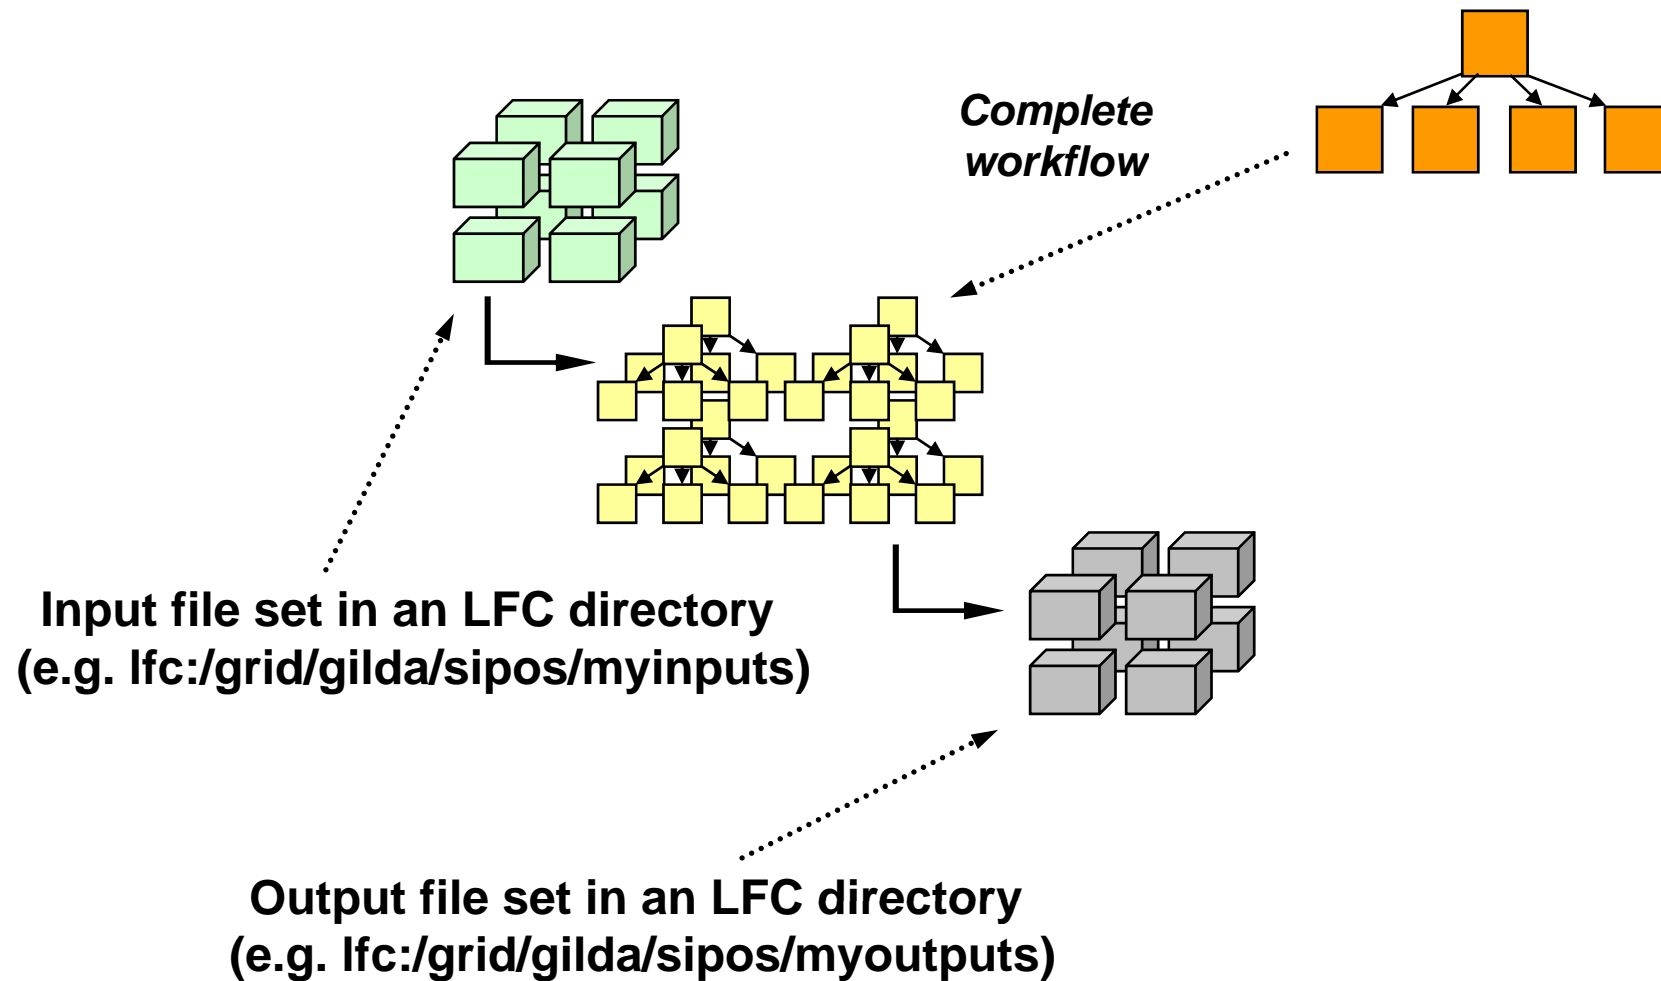 Complete
workflow
Input file set in an LFC directory
(e.g. lfc:/grid/gilda/sipos/myinputs)
Output file set in an LFC directory
(e.g. lfc:/grid/gilda/sipos/myoutputs)